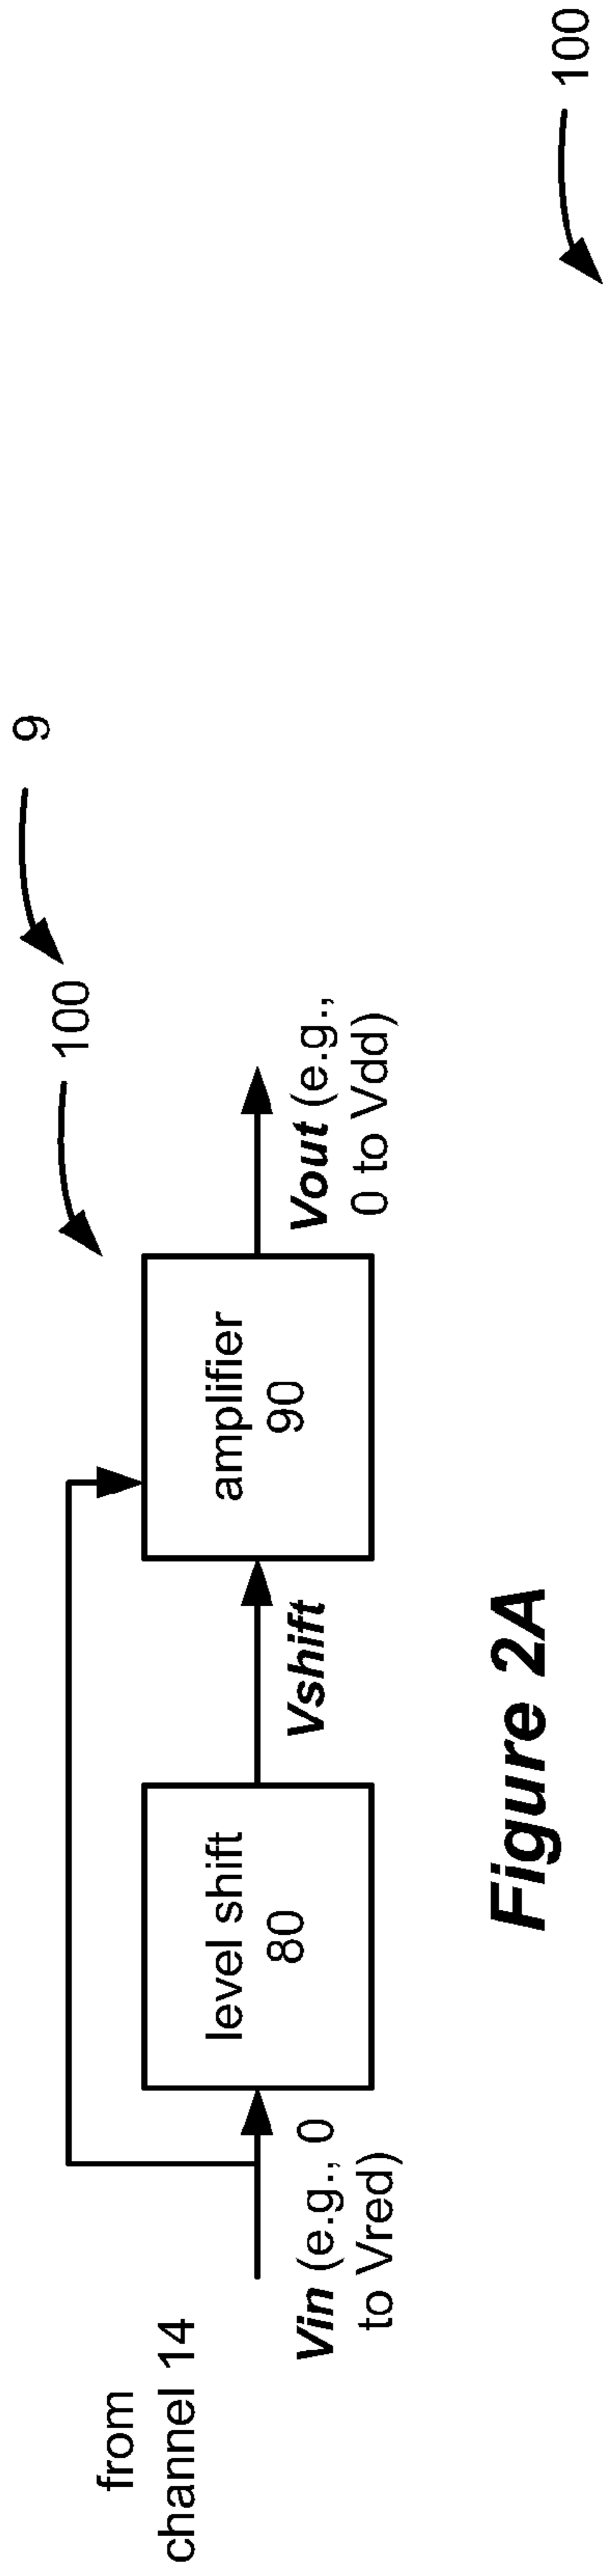 from
channel 14
Vin (e.g., 0
to Vred)
level shift
80
Vshift
amplifier
90
Vout (e.g.,
0 to Vdd)
100
9
100
Figure 2A